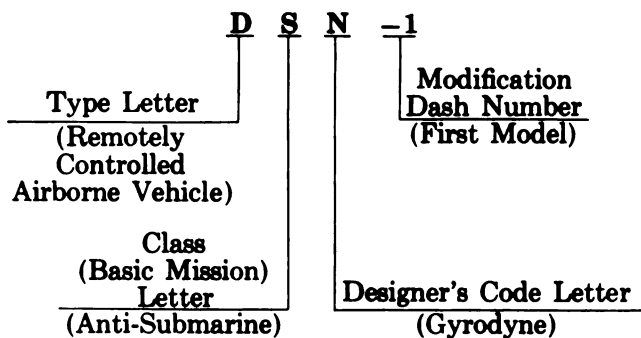 D S N -1
Type Letter
(Remotely
Controlled
Airborne Vehicle)
Modification
Dash Number
(First Model)
Class
(Basic Mission)
Letter
(Anti-Submarine)
Designer's Code Letter
(Gyrodyne)